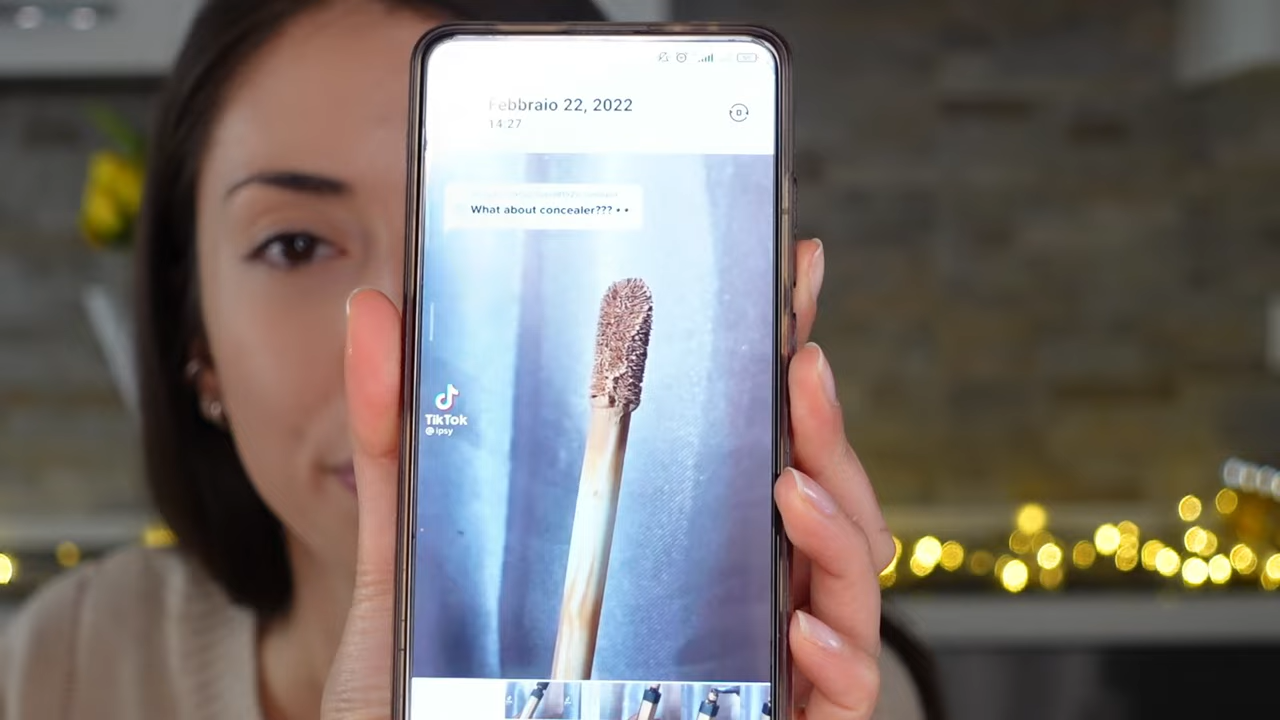 Febbraio 22, 2022
14:27
What about concealer??? • •
TikTok
@ipsy